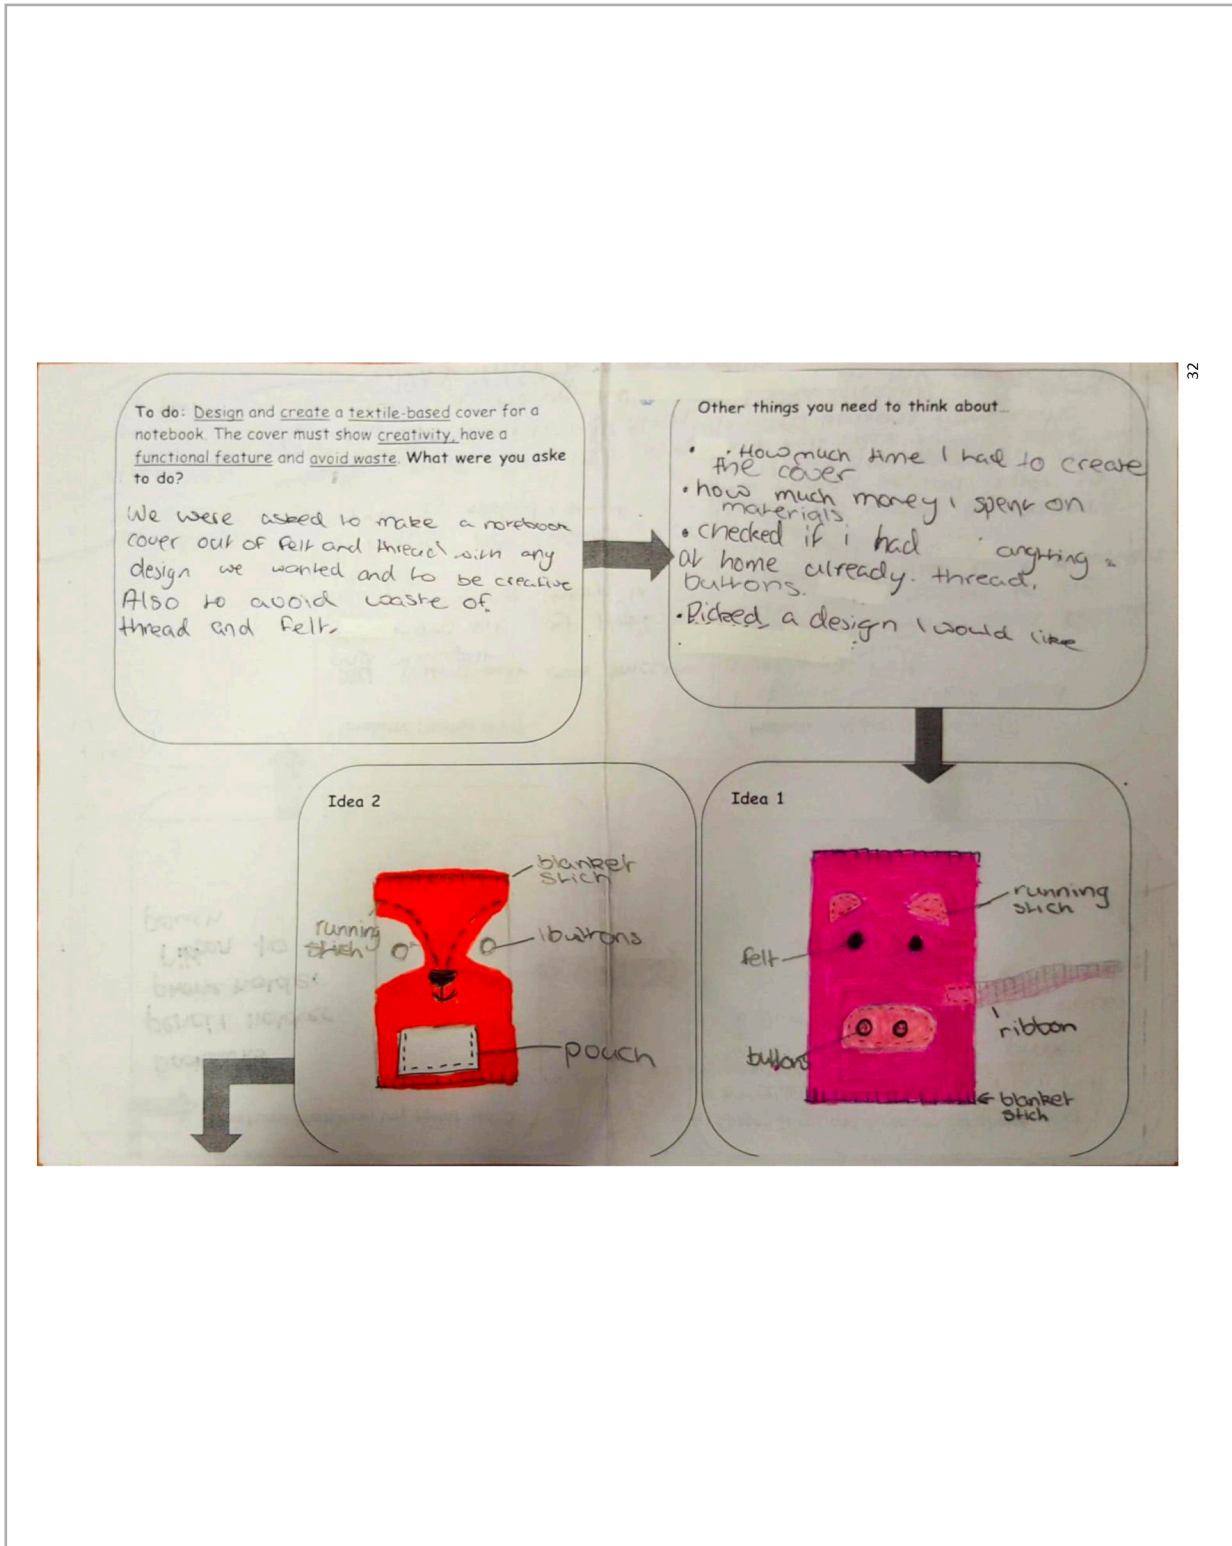 32
To do: Design and create a textile-based cover for a
notebook. The cover must show creativity, have a
functional feature and avoid waste. What were you aske
to do?
We were asked to make a notebook
cover out of felt and thread with any
design we wanted and to be creative
Also to avoid waste of
thread and felt.
Other things you need to think about...
• . How much time I had to create
the cover
• how much money i spent on
materials
• checked if i had anything
at home already. thread,
buttons.
• Picked a design I would like
Idea 1
running
stich
felt
ribbon
buttons
blanket
stich
Idea 2
blanket
stich
running
stich
buttons
pouch